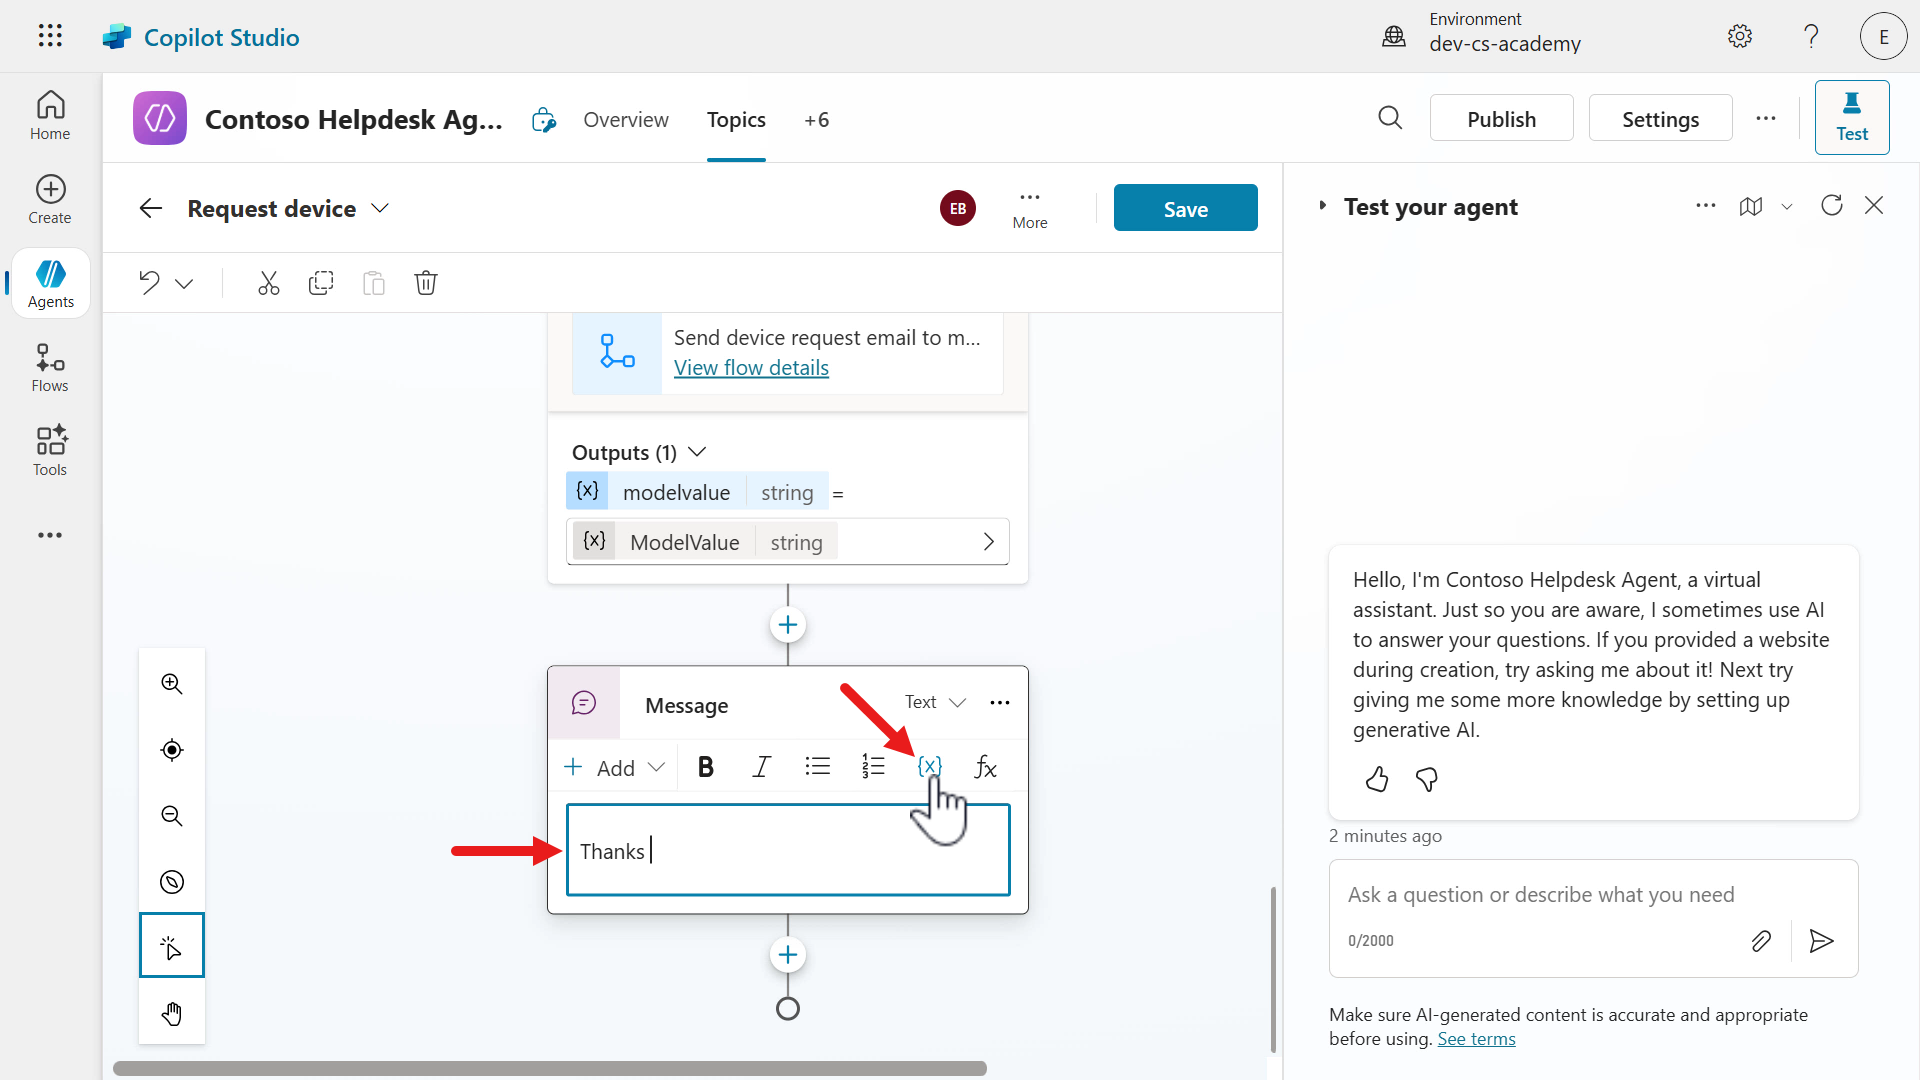 Copilot Studio
Environment
dev-cs-academy
E
Home
Create
Agents
Flows
Tools
Contoso Helpdesk Ag...
Overview
Topics
+6
Publish
Settings
Test
Request device
EB
More
Save
Send device request email to m...
View flow details
Outputs (1)
{x} modelvalue string =
{x} ModelValue string
Message
Text
Add
B I {x} fx
Thanks
Test your agent
Hello, I'm Contoso Helpdesk Agent, a virtual
assistant. Just so you are aware, I sometimes use AI
to answer your questions. If you provided a website
during creation, try asking me about it! Next try
giving me some more knowledge by setting up
generative AI.
2 minutes ago
Ask a question or describe what you need
0/2000
Make sure AI-generated content is accurate and appropriate
before using. See terms